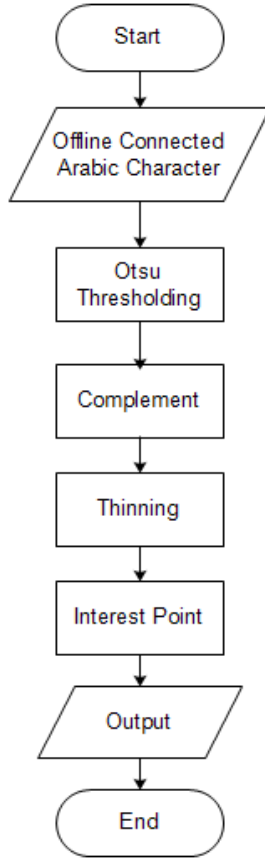 Start
Offline Connected
Arabic Character
Otsu
Thresholding
Complement
Thinning
Interest Point
Output
End